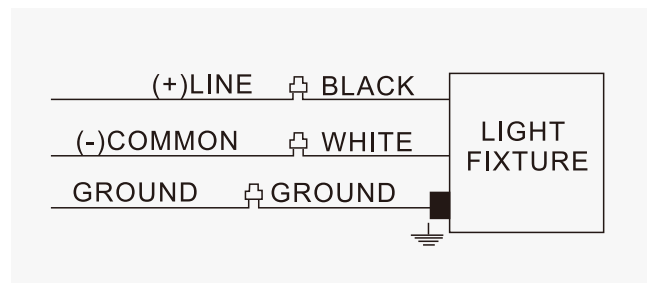 (+)LINE BLACK
(-)COMMON WHITE
GROUND GROUND
LIGHT
FIXTURE